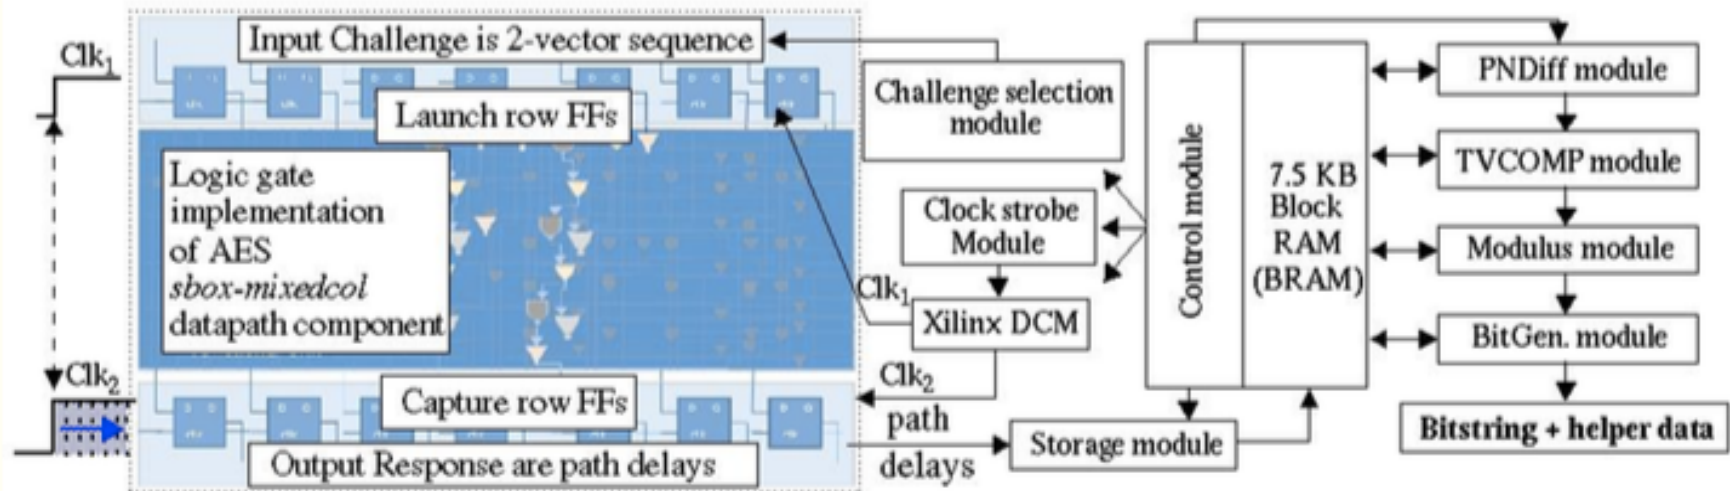 Clk1
Input Challenge is 2-vector sequence
Launch row FFs
Logic gate
implementation
of AES
sbox-mixedcol
datapath component
Clk2
Capture row FFs
Output Response are path delays
Challenge selection
module
Clock strobe
Module
Clk1
Xilinx DCM
Clk2
path
delays
Storage module
Control module
7.5 KB
Block
RAM
(BRAM)
PNDiff module
TVCOMP module
Modulus module
BitGen. module
Bitstring + helper data